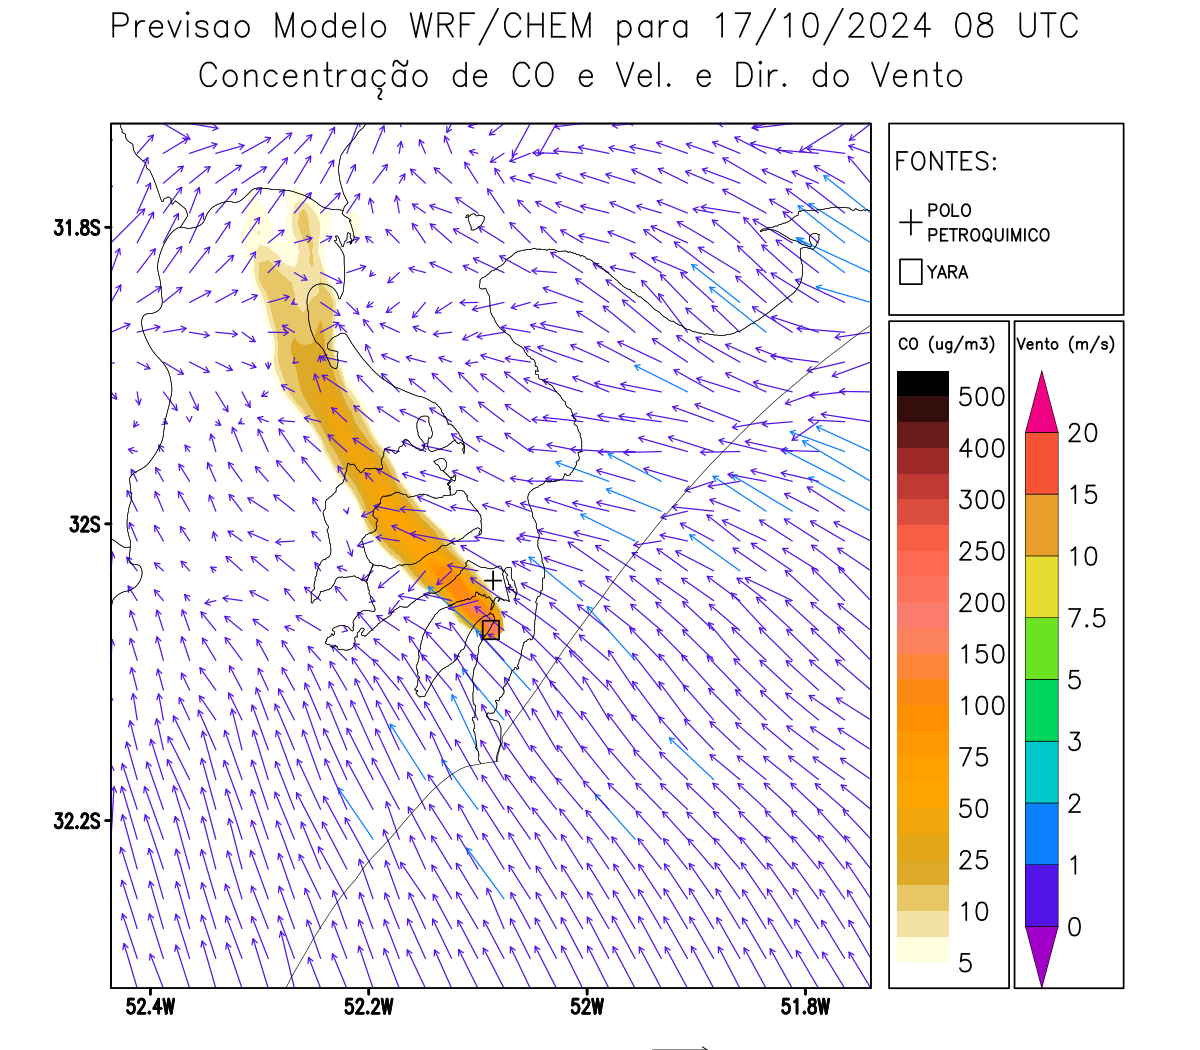 Previsao Modelo WRF/CHEM para 17/10/2024 08 UTC
Concentração de CO e Vel. e Dir. do Vento
FONTES:
POLO
PETROQUIMICO
YARA
CO (ug/m3)
500
400
300
250
200
150
100
75
50
25
10
5
Vento (m/s)
20
15
10
7.5
5
3
2
1
0
31.8S
32S
32.2S
52.4W
52.2W
52W
51.8W